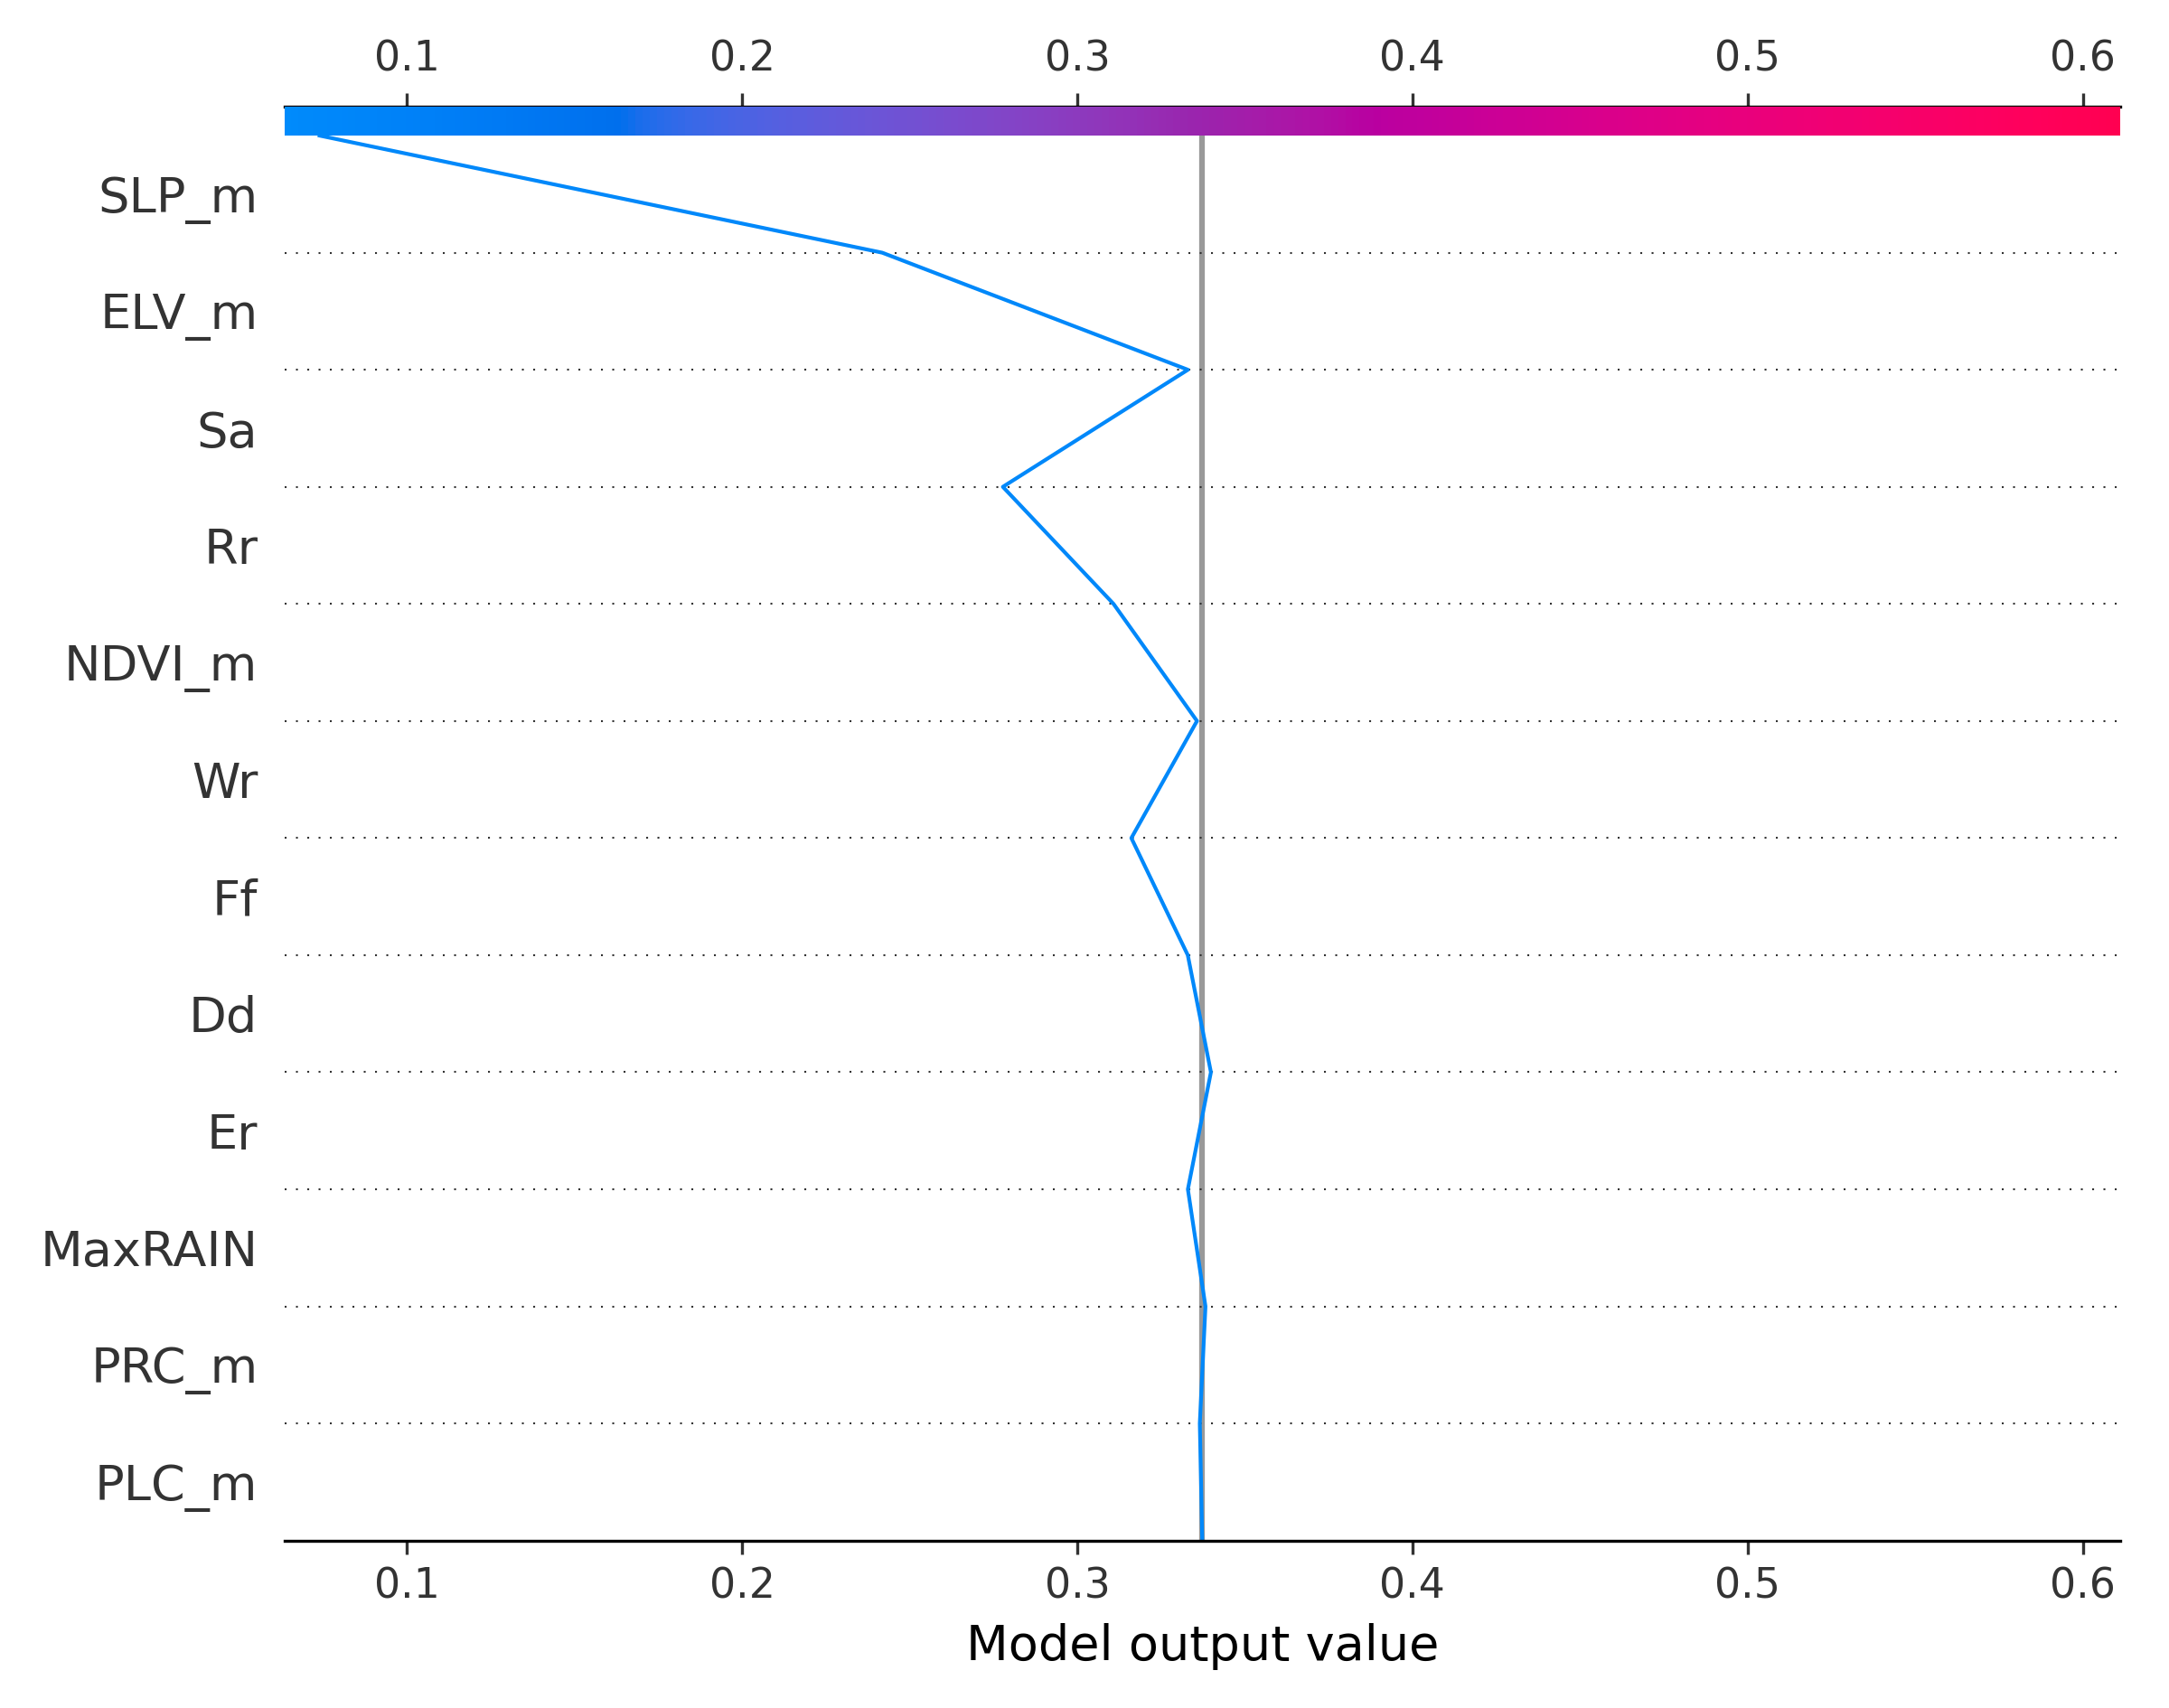 0.1 0.2 0.3 0.4 0.5 0.6
SLP_m
ELV_m
Sa
Rr
NDVI_m
Wr
Ff
Dd
Er
MaxRAIN
PRC_m
PLC_m
0.1 0.2 0.3 0.4 0.5 0.6
Model output value